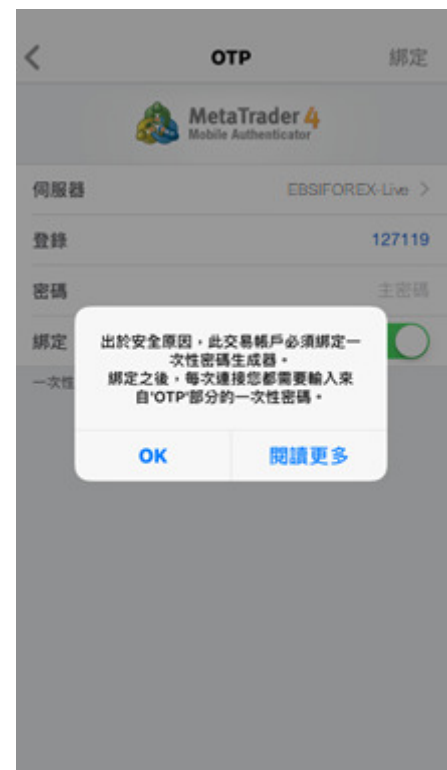 OTP
綁定
MetaTrader 4
Mobile Authenticator
伺服器 EBSIFOREX-Live
登錄 127119
密碼 主密碼
綁定
一次性
出於安全原因，此交易帳戶必須綁定一
次性密碼生成器。
綁定之後，每次連接您都需要輸入來
自'OTP'部分的一次性密碼。
OK 閱讀更多